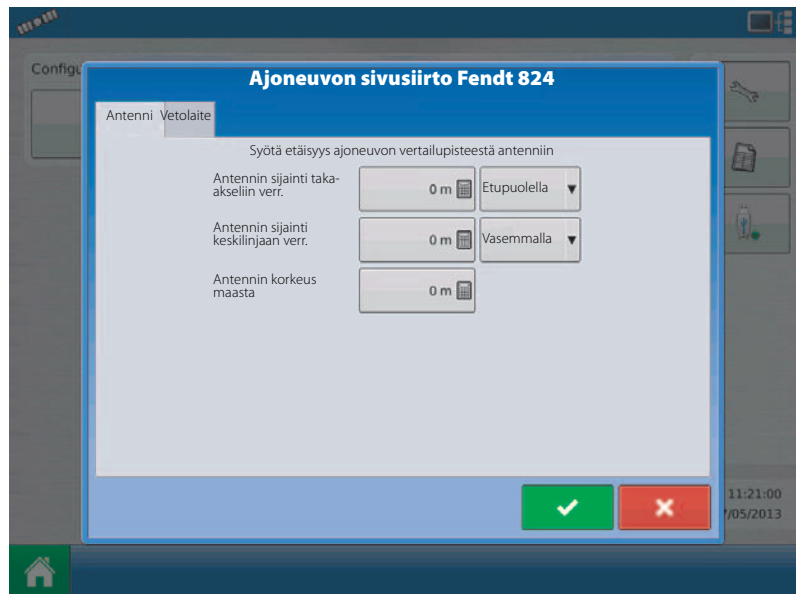 Configu
Ajoneuvon sivusiirto Fendt 824
Antenni Vetolaite
Syötä etäisyys ajoneuvon vertailupisteestä antenniin
Antennin sijainti taka-
akseliin verr.
0 m
Etupuolella
Antennin sijainti
keskilinjaan verr.
0 m
Vasemmalla
Antennin korkeus
maasta
0 m
11:21:00
/05/2013